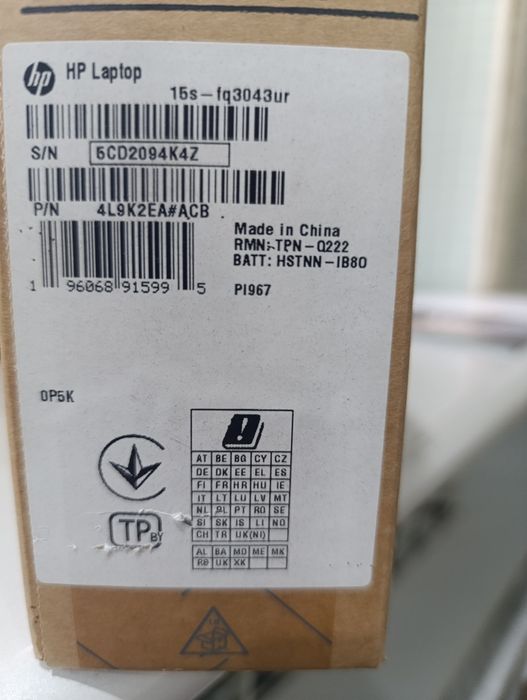 hp HP Laptop
15s-fq3043ur
S/N 5CD2094K4Z
P/N 4L9K2EA#ACB
Made in China
RMN:-TPN-Q222
BATT: HSTNN-IB8O
1 96068 91599 5
PI967
0P5K
AT BE BG CY CZ
DE DK EE EL ES
FI FR HR HU IE
IT LT LU LV MT
NL PL PT RO SE
SI SK IS LI NO
CH TR UK(NI)
AL BA MD ME MK
RS UK XK
TP BY